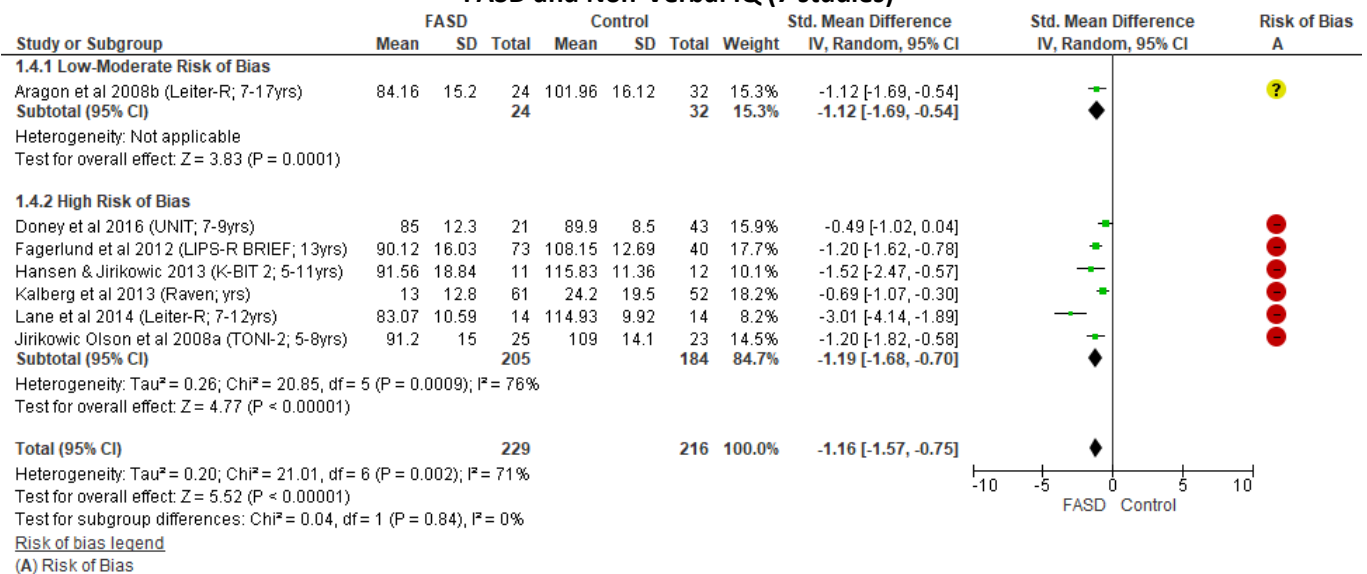 FASD and Non-Verbal IQ (7 studies)
FASD Control Std. Mean Difference Std. Mean Difference Risk of Bias
Study or Subgroup Mean SD Total Mean SD Total Weight IV, Random, 95% CI IV, Random, 95% CI A
1.4.1 Low-Moderate Risk of Bias
Aragon et al 2008b (Leiter-R; 7-17yrs) 84.16 15.2 24 101.96 16.12 32 15.3% -1.12 [-1.69, -0.54] ?
Subtotal (95% CI) 24 32 15.3% -1.12 [-1.69, -0.54]
Heterogeneity: Not applicable
Test for overall effect: Z = 3.83 (P = 0.0001)
1.4.2 High Risk of Bias
Doney et al 2016 (UNIT; 7-9yrs) 85 12.3 21 89.9 8.5 43 15.9% -0.49 [-1.02, 0.04] -
Fagerlund et al 2012 (LIPS-R BRIEF; 13yrs) 90.12 16.03 73 108.15 12.69 40 17.7% -1.20 [-1.62, -0.78] -
Hansen & Jirikowic 2013 (K-BIT 2; 5-11yrs) 91.56 18.84 11 115.83 11.36 12 10.1% -1.52 [-2.47, -0.57] -
Kalberg et al 2013 (Raven; yrs) 13 12.8 61 24.2 19.5 52 18.2% -0.69 [-1.07, -0.30] -
Lane et al 2014 (Leiter-R; 7-12yrs) 83.07 10.59 14 114.93 9.92 14 8.2% -3.01 [-4.14, -1.89] -
Jirikowic Olson et al 2008a (TONI-2; 5-8yrs) 91.2 15 25 109 14.1 23 14.5% -1.20 [-1.82, -0.58] -
Subtotal (95% CI) 205 184 84.7% -1.19 [-1.68, -0.70]
Heterogeneity: Tau² = 0.26; Chi² = 20.85, df = 5 (P = 0.0009); I² = 76%
Test for overall effect: Z = 4.77 (P < 0.00001)
Total (95% CI) 229 216 100.0% -1.16 [-1.57, -0.75]
Heterogeneity: Tau² = 0.20; Chi² = 21.01, df = 6 (P = 0.002); I² = 71%
-10 -5 0 5 10
Test for overall effect: Z = 5.52 (P < 0.00001)
FASD Control
Test for subgroup differences: Chi² = 0.04, df = 1 (P = 0.84), I² = 0%
Risk of bias legend
(A) Risk of Bias